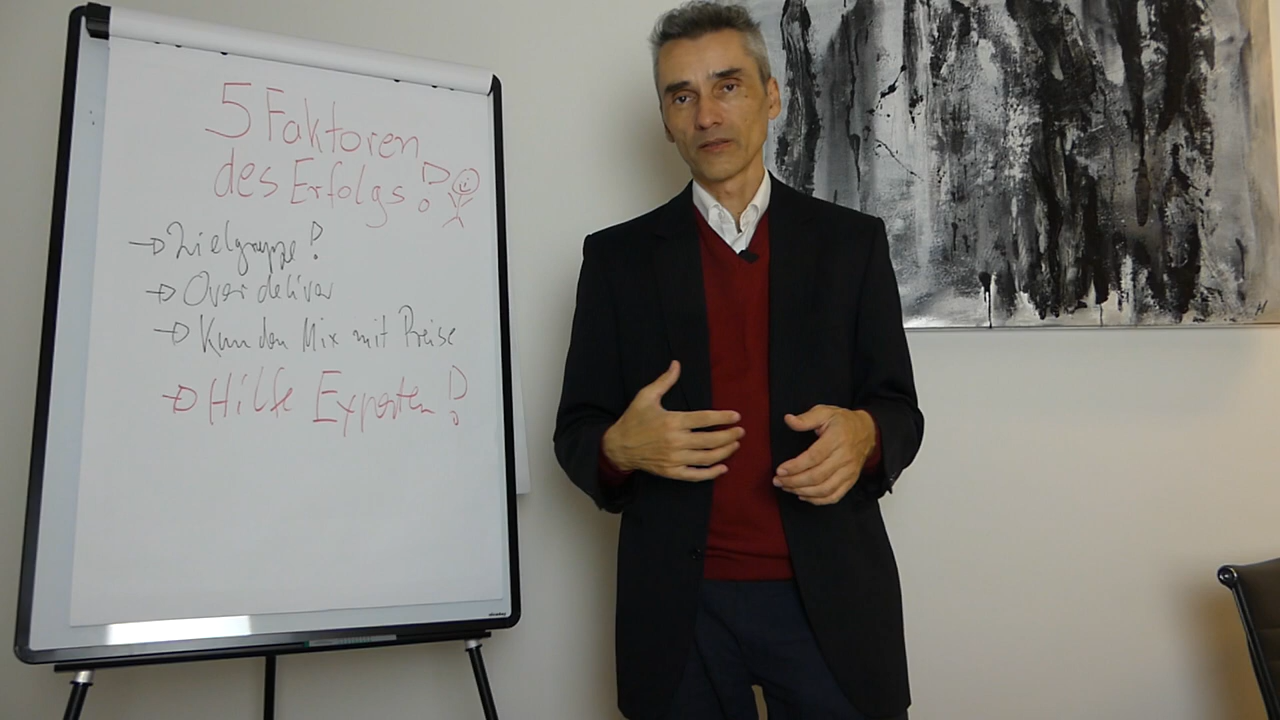 5 Faktoren
des Erfolgs!
→ Zielgruppe!
→ Over deliver
→ Kunden Mix mit Preise
→ Hilfe Experten!